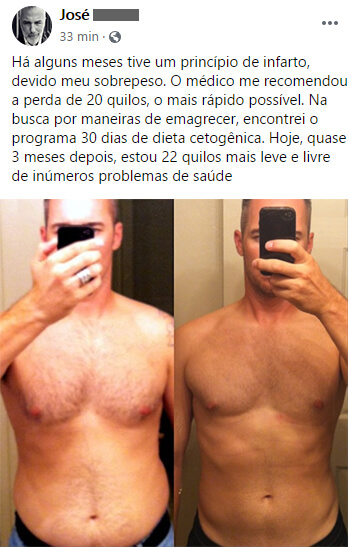 José
33 min ·
Há alguns meses tive um princípio de infarto,
devido meu sobrepeso. O médico me recomendou
a perda de 20 quilos, o mais rápido possível. Na
busca por maneiras de emagrecer, encontrei o
programa 30 dias de dieta cetogênica. Hoje, quase
3 meses depois, estou 22 quilos mais leve e livre
de inúmeros problemas de saúde